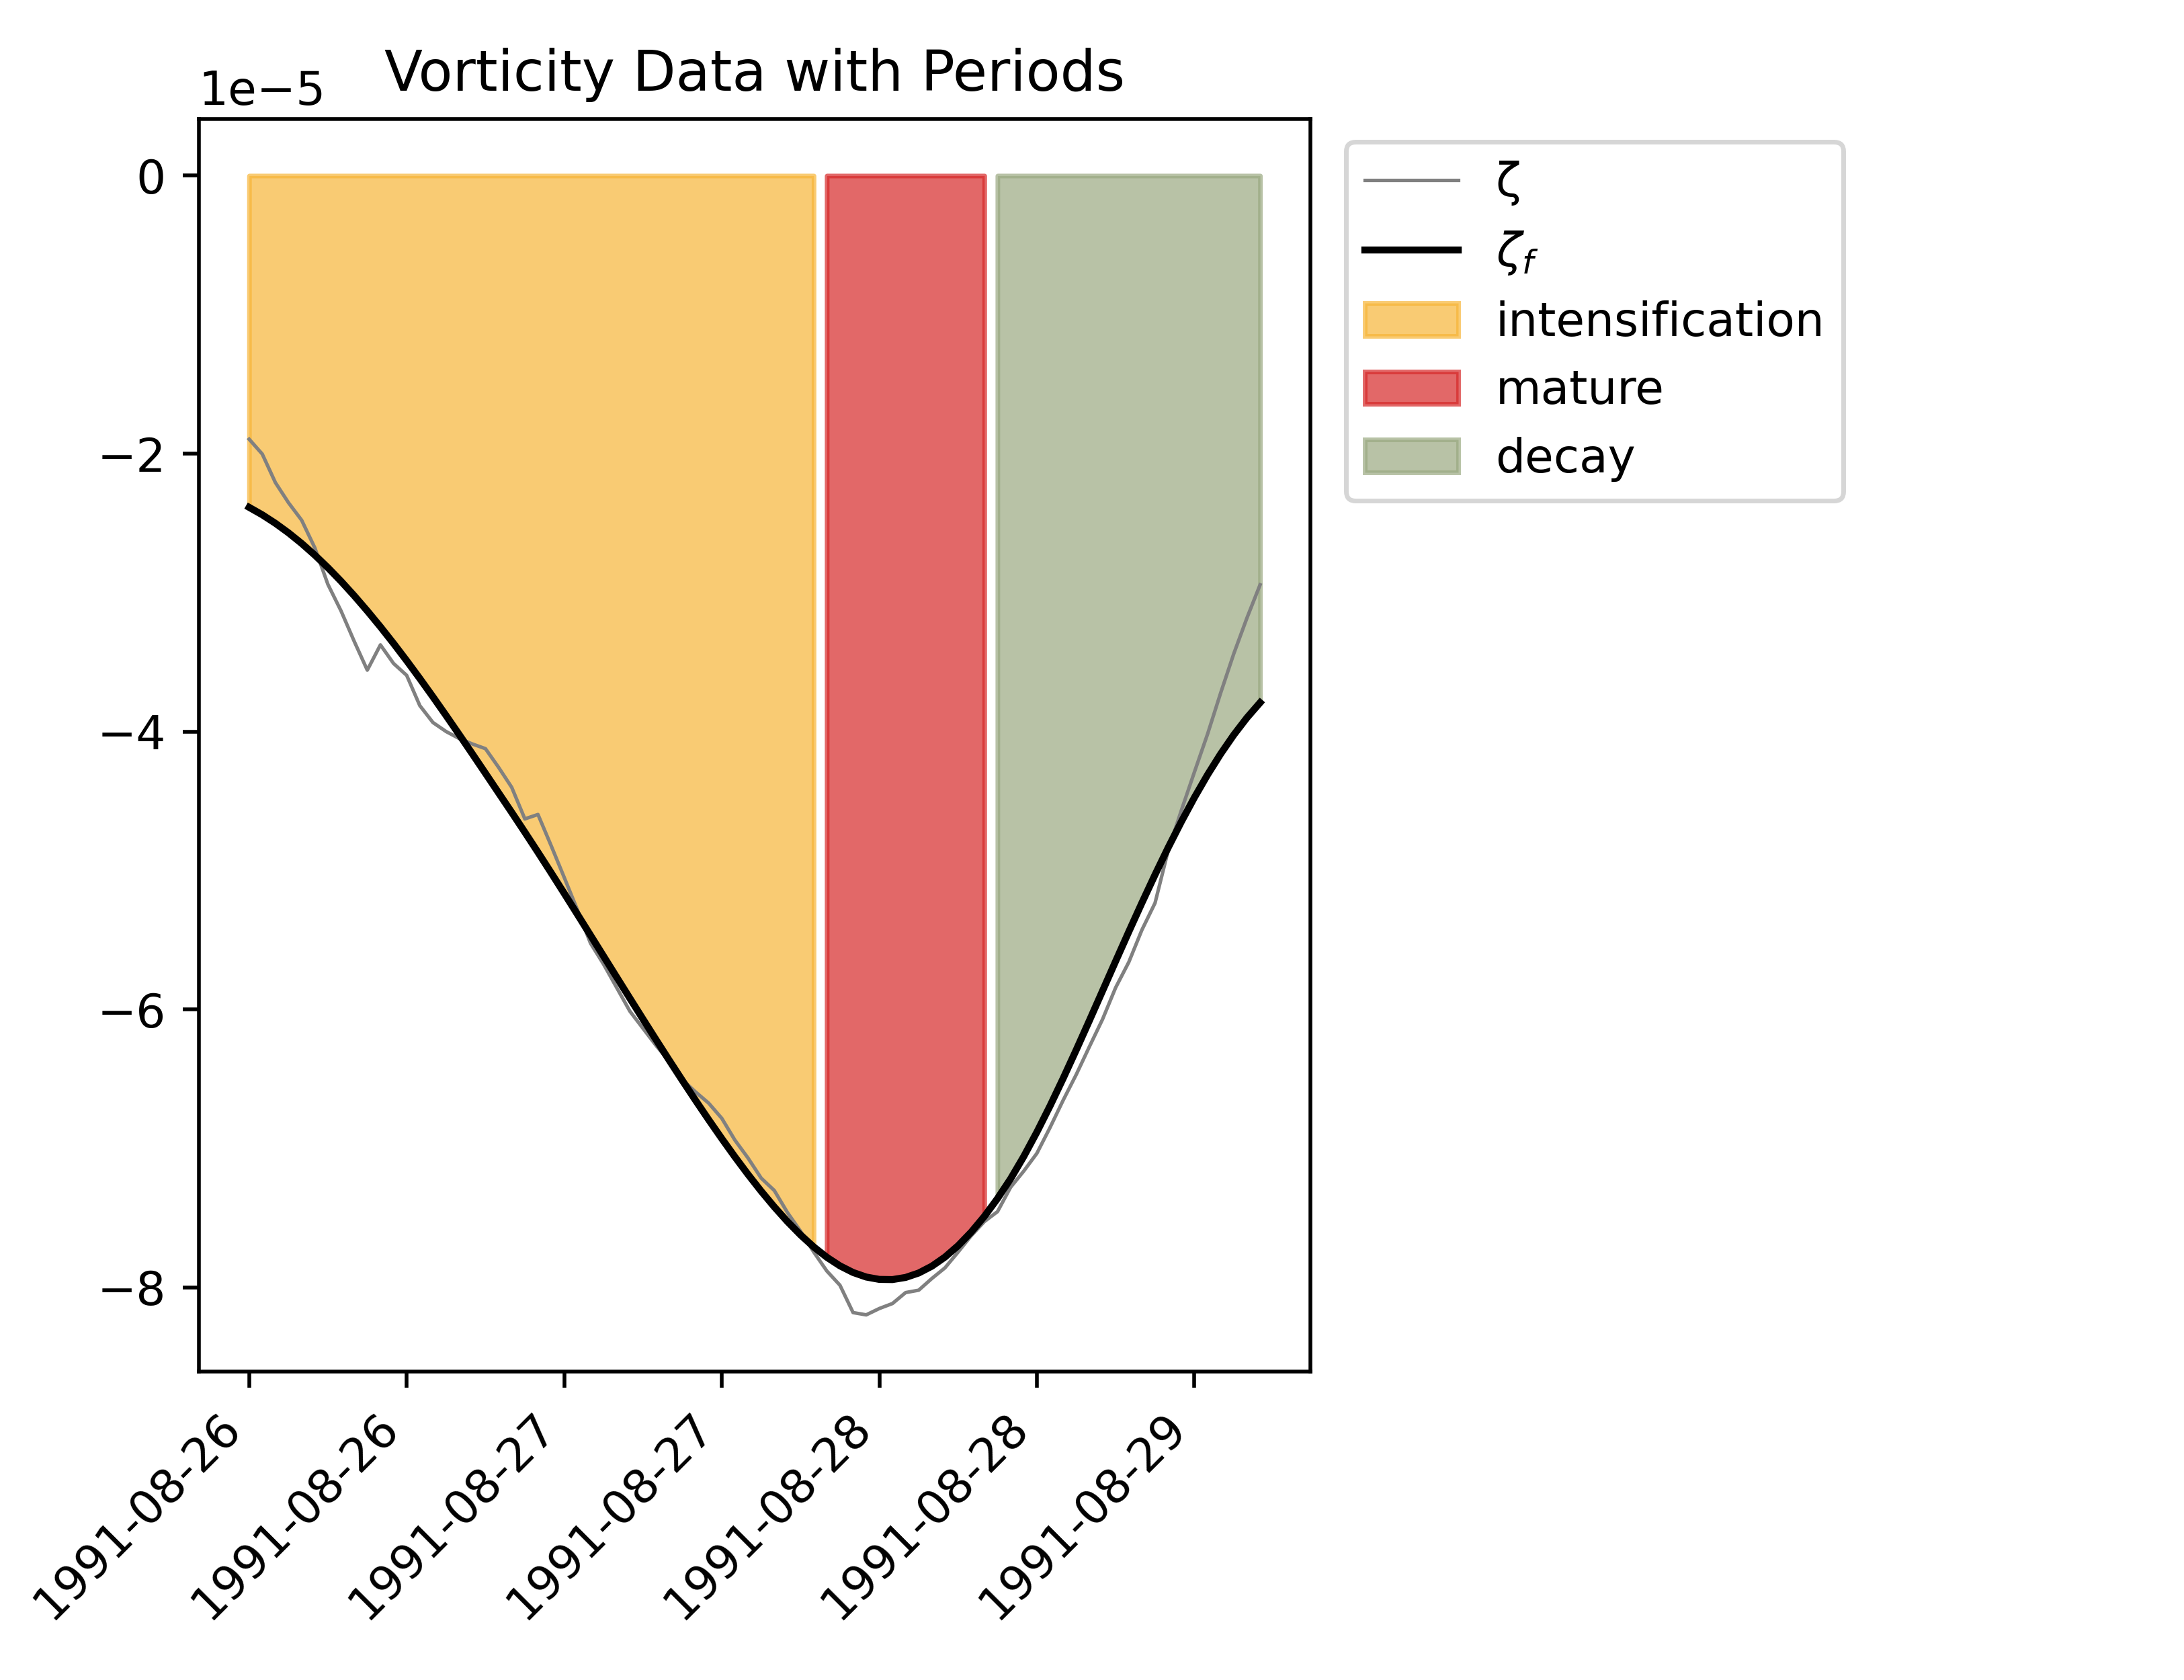 Vorticity Data with Periods
1e−5
0
−2
−4
−6
−8
1991-08-26
1991-08-26
1991-08-27
1991-08-27
1991-08-28
1991-08-28
1991-08-29
ζ
ζf
intensification
mature
decay